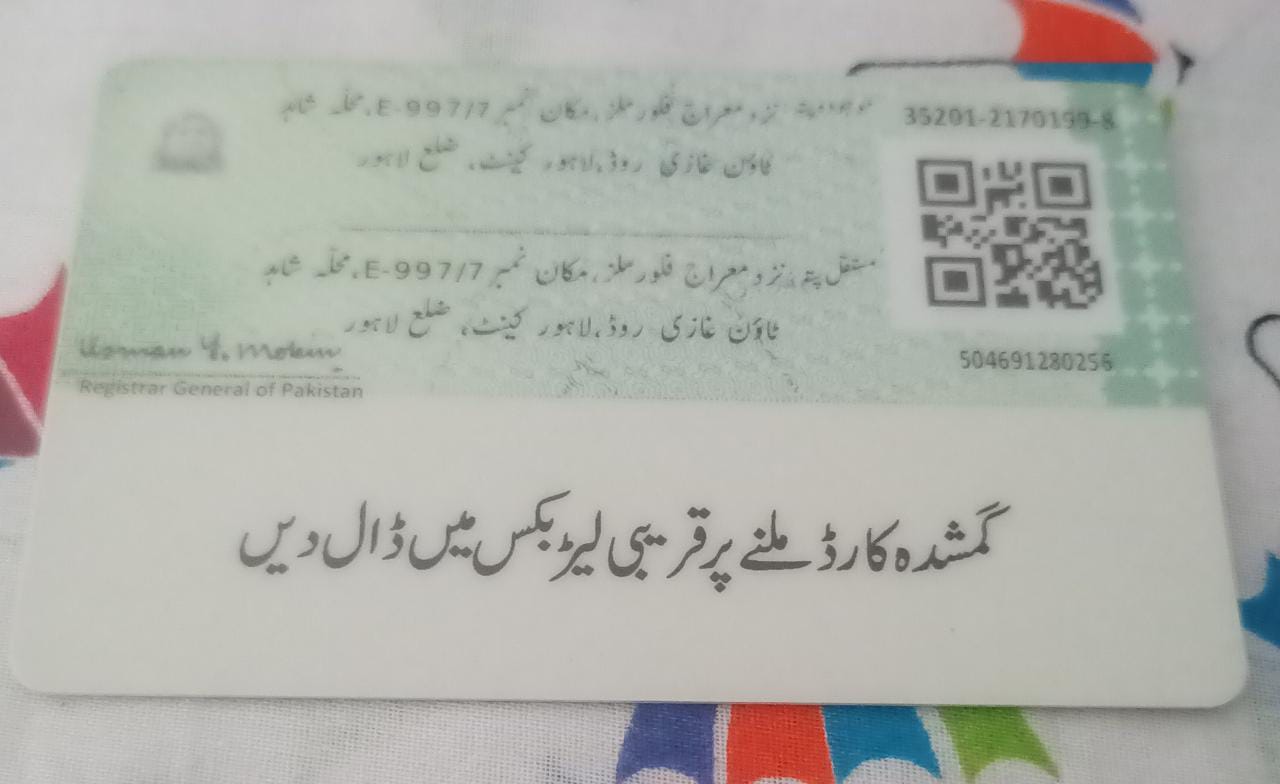 موجودہ پتہ: نزد معراج فلور ملز، مکان نمبر E-997/7، محلّہ شاہد
ٹاؤن غازی روڈ، لاہور کینٹ، ضلع لاہور
35201-2170199-8
مستقل پتہ: نزد معراج فلور ملز، مکان نمبر E-997/7، محلّہ شاہد
ٹاؤن غازی روڈ، لاہور کینٹ، ضلع لاہور
504691280256
Usman Y. Mobin
Registrar General of Pakistan
گمشدہ کارڈ ملنے پر قریبی لیٹر بکس میں ڈال دیں